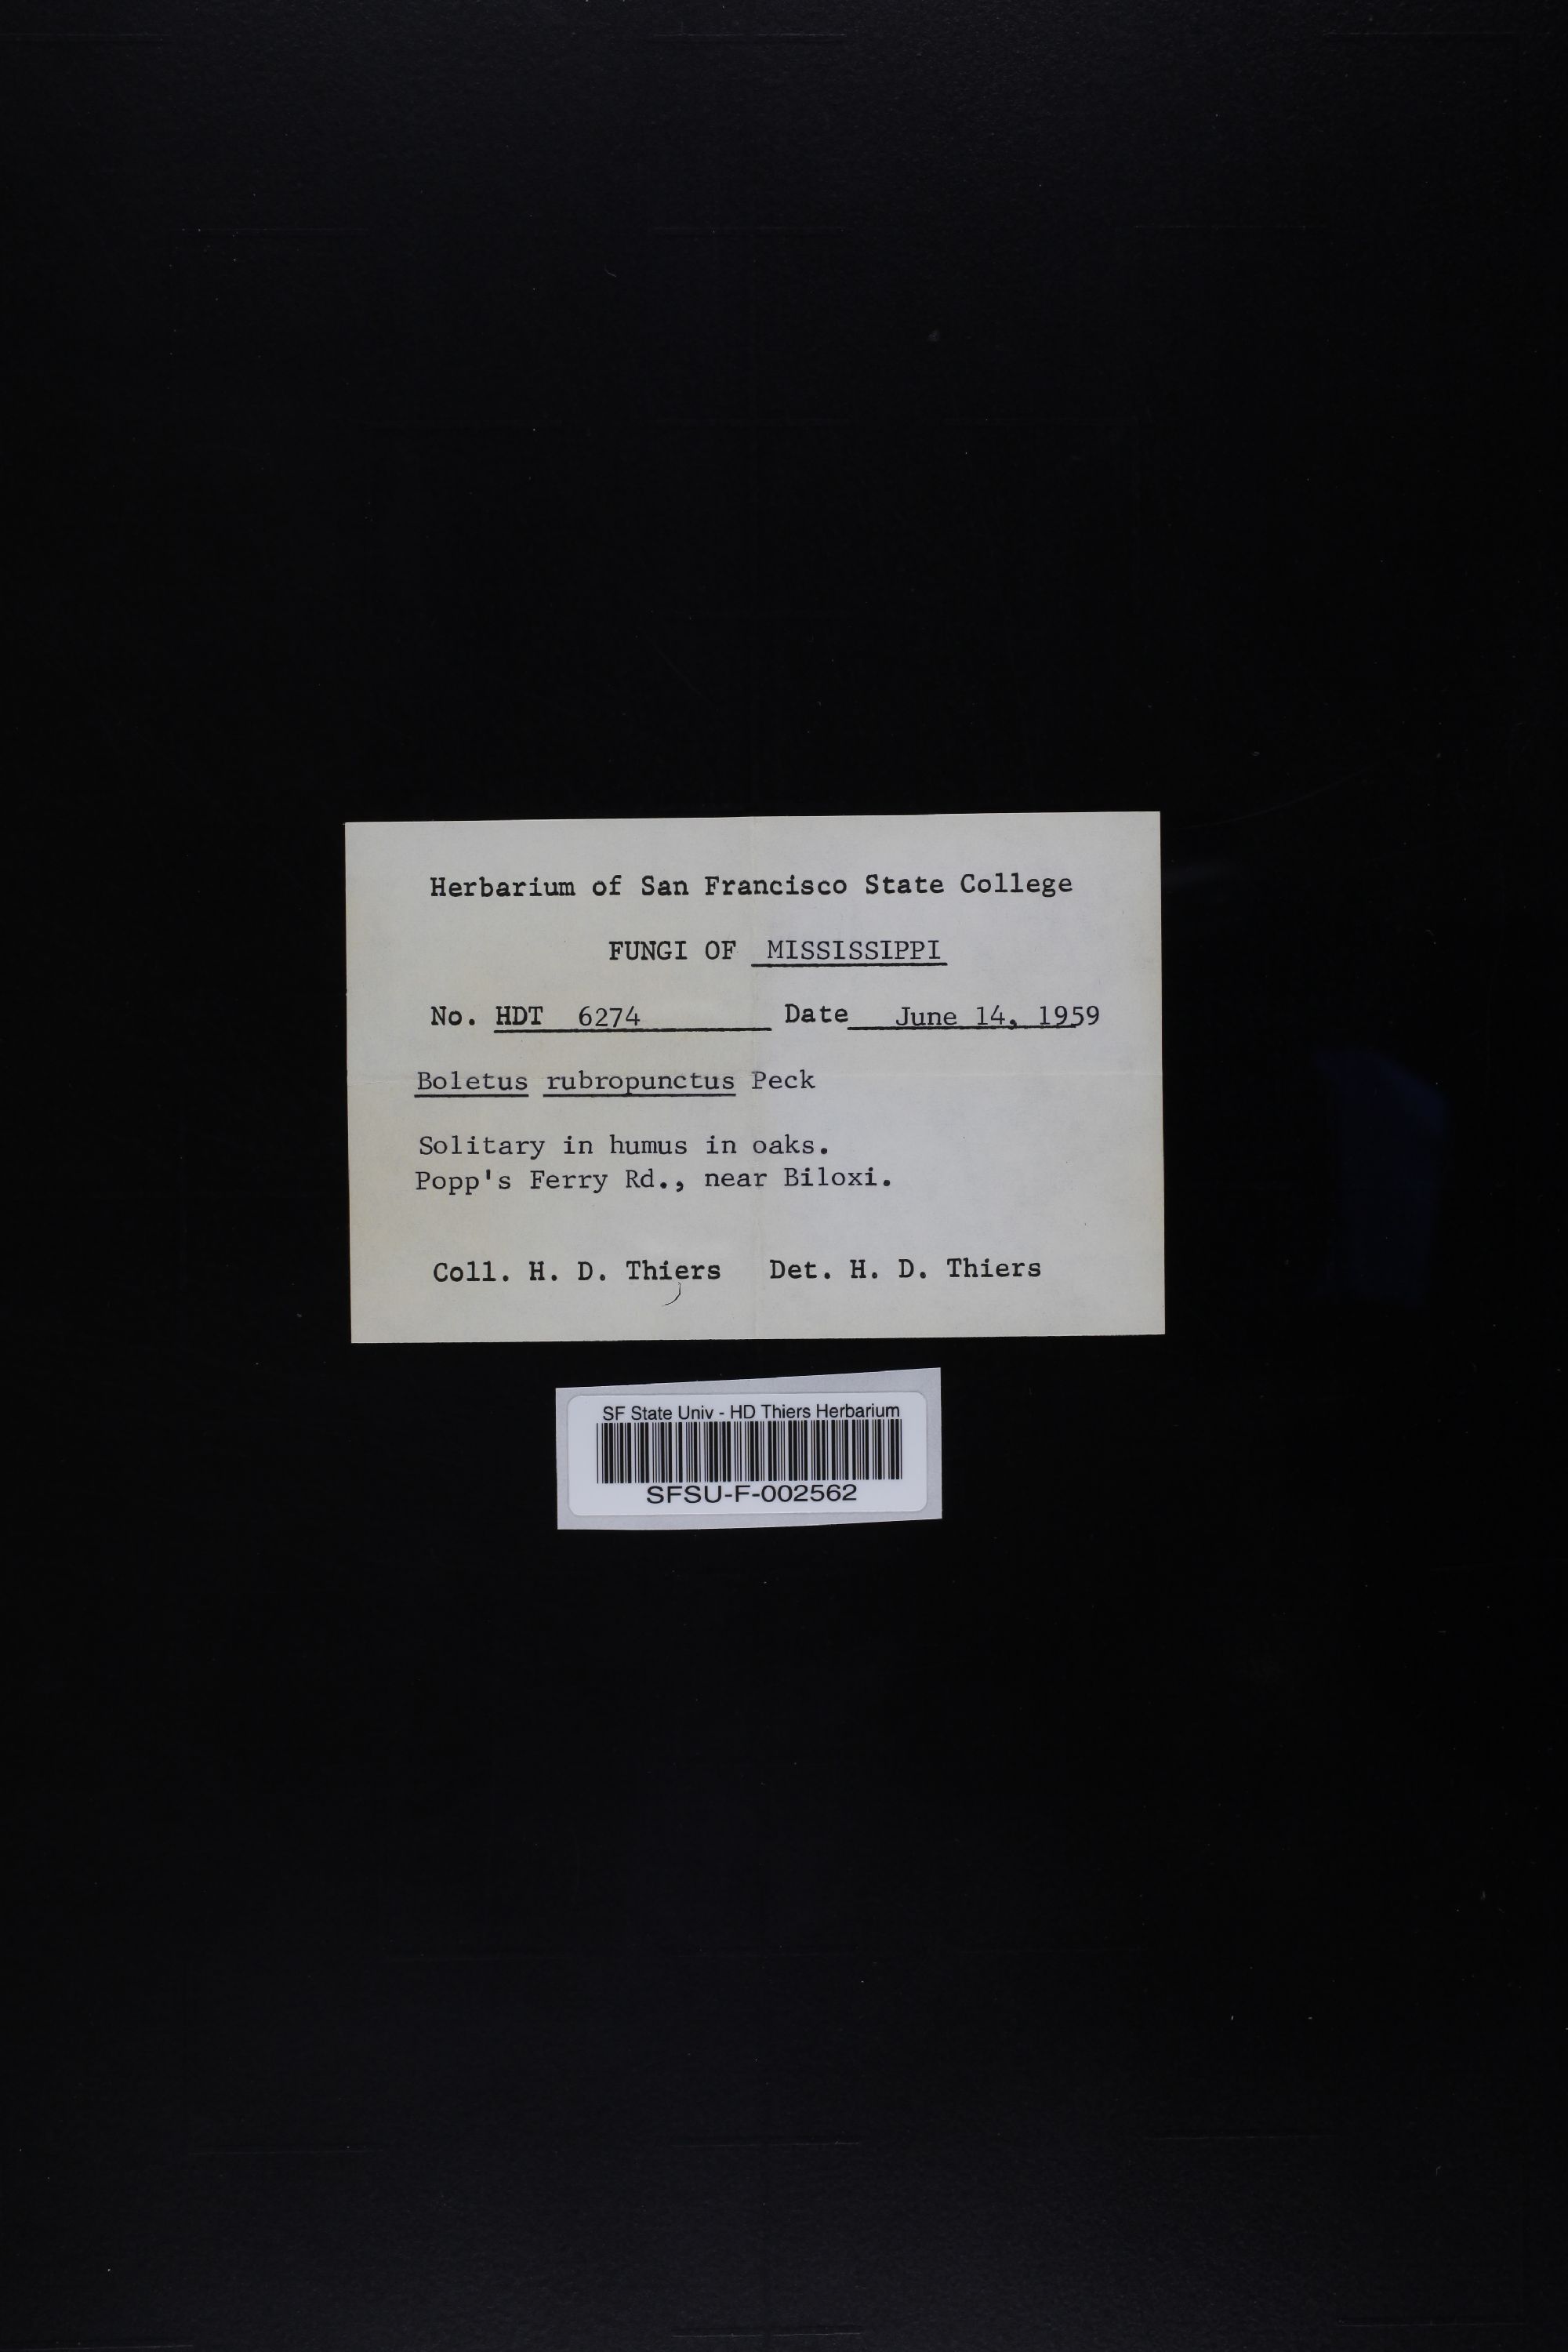 Herbarium of San Francisco State College
FUNGI OF MISSISSIPPI
No. HDT 6274 Date June 14, 1959
Boletus rubropunctus Peck
Solitary in humus in oaks.
Popp's Ferry Rd., near Biloxi.
Coll. H. D. Thiers Det. H. D. Thiers
SF State Univ - HD Thiers Herbarium
SFSU-F-002562